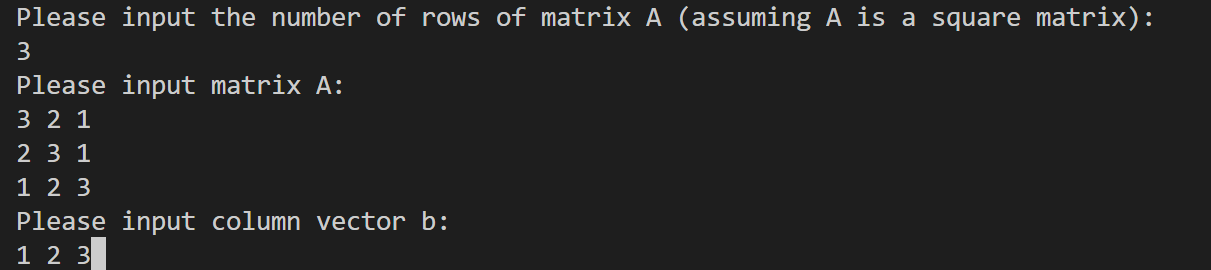 Please input the number of rows of matrix A (assuming A is a square matrix):
3
Please input matrix A:
3 2 1
2 3 1
1 2 3
Please input column vector b:
1 2 3